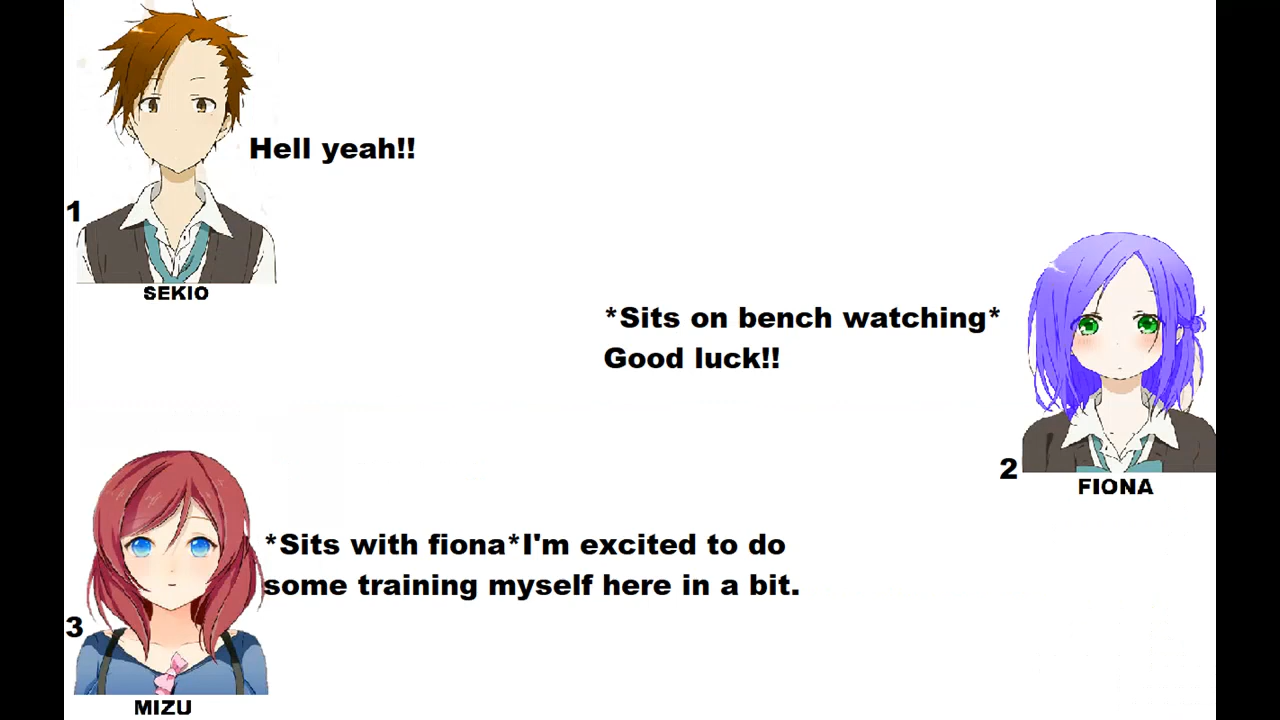 Hell yeah!!
1
SEKIO
*Sits on bench watching*
Good luck!!
2
FIONA
*Sits with fiona*I'm excited to do
some training myself here in a bit.
3
MIZU